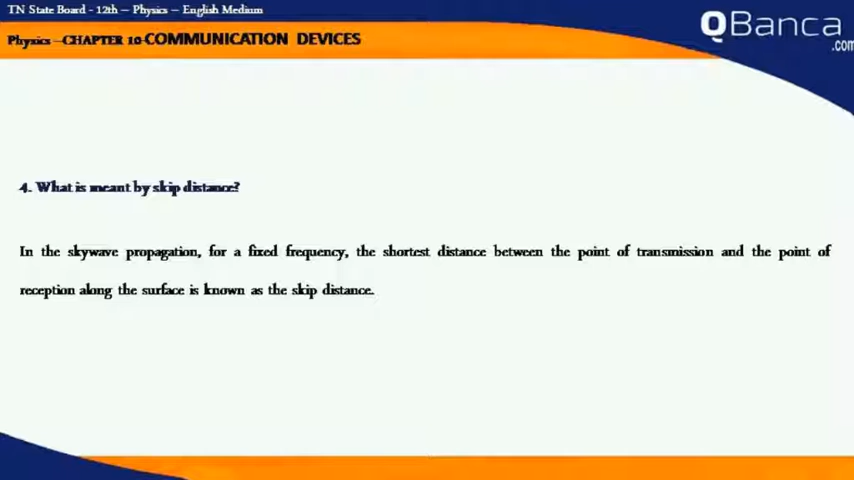 TN State Board - 12th – Physics – English Medium
QBanca
.com
Physics –CHAPTER 10-COMMUNICATION DEVICES
4. What is meant by skip distance?
In the skywave propagation, for a fixed frequency, the shortest distance between the point of transmission and the point of
reception along the surface is known as the skip distance.